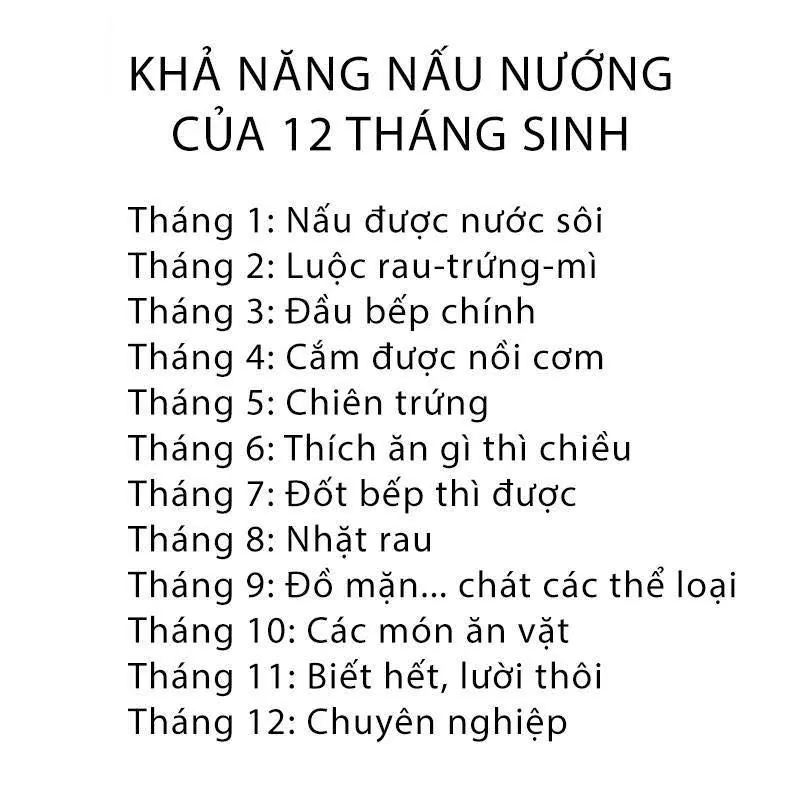 KHẢ NĂNG NẤU NƯỚNG
CỦA 12 THÁNG SINH
Tháng 1: Nấu được nước sôi
Tháng 2: Luộc rau-trứng-mì
Tháng 3: Đầu bếp chính
Tháng 4: Cắm được nồi cơm
Tháng 5: Chiên trứng
Tháng 6: Thích ăn gì thì chiều
Tháng 7: Đốt bếp thì được
Tháng 8: Nhặt rau
Tháng 9: Đồ mặn... chát các thể loại
Tháng 10: Các món ăn vặt
Tháng 11: Biết hết, lười thôi
Tháng 12: Chuyên nghiệp